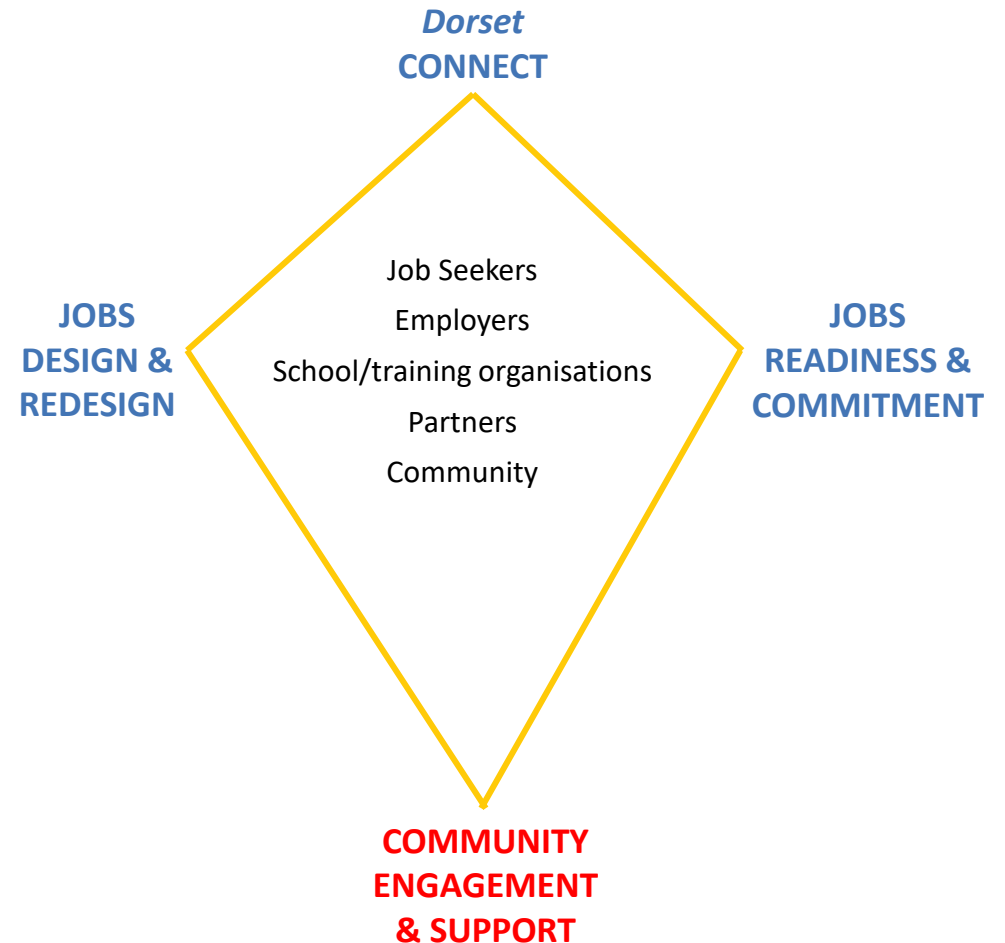 Dorset
CONNECT
Job Seekers
Employers
School/training organisations
Partners
Community
JOBS
DESIGN &
REDESIGN
JOBS
READINESS &
COMMITMENT
COMMUNITY
ENGAGEMENT
& SUPPORT